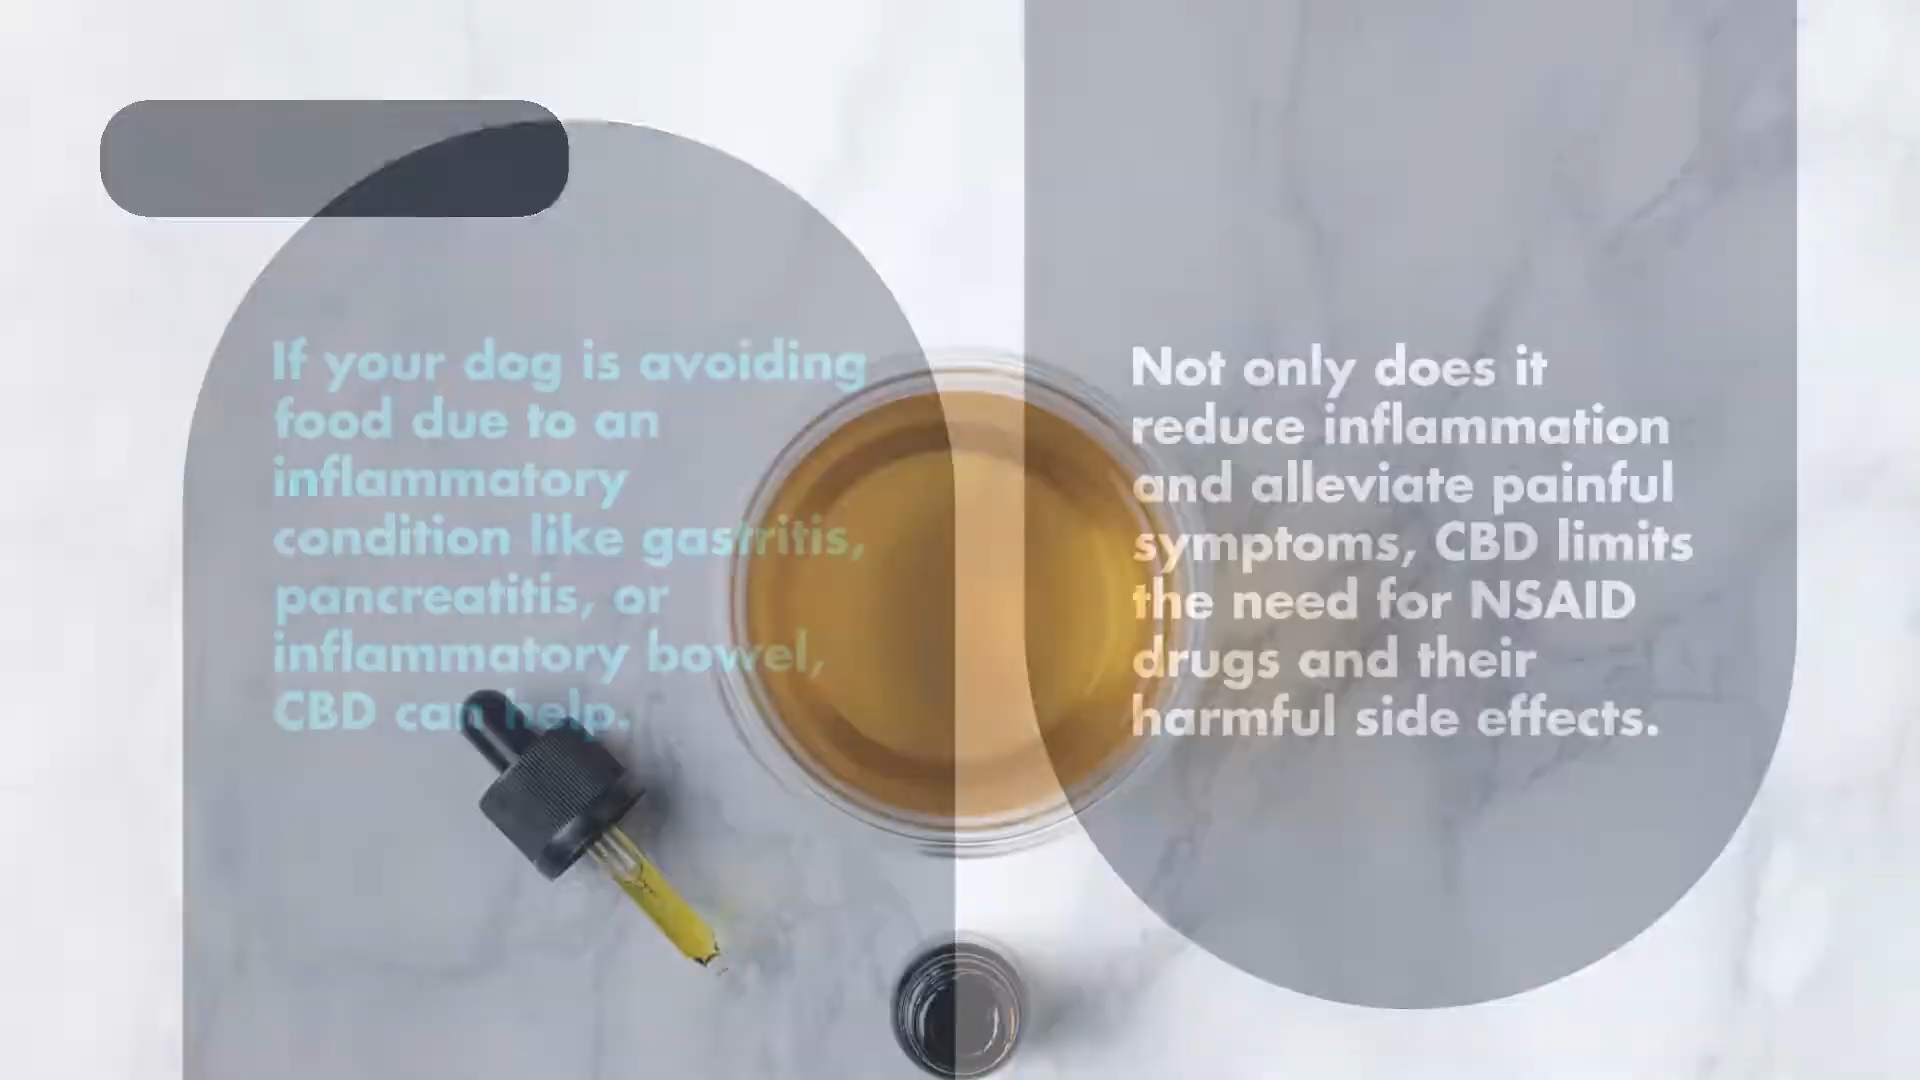 If your dog is avoiding
food due to an
inflammatory
condition like gastritis,
pancreatitis, or
inflammatory bowel,
CBD can help.
Not only does it
reduce inflammation
and alleviate painful
symptoms, CBD limits
the need for NSAID
drugs and their
harmful side effects.